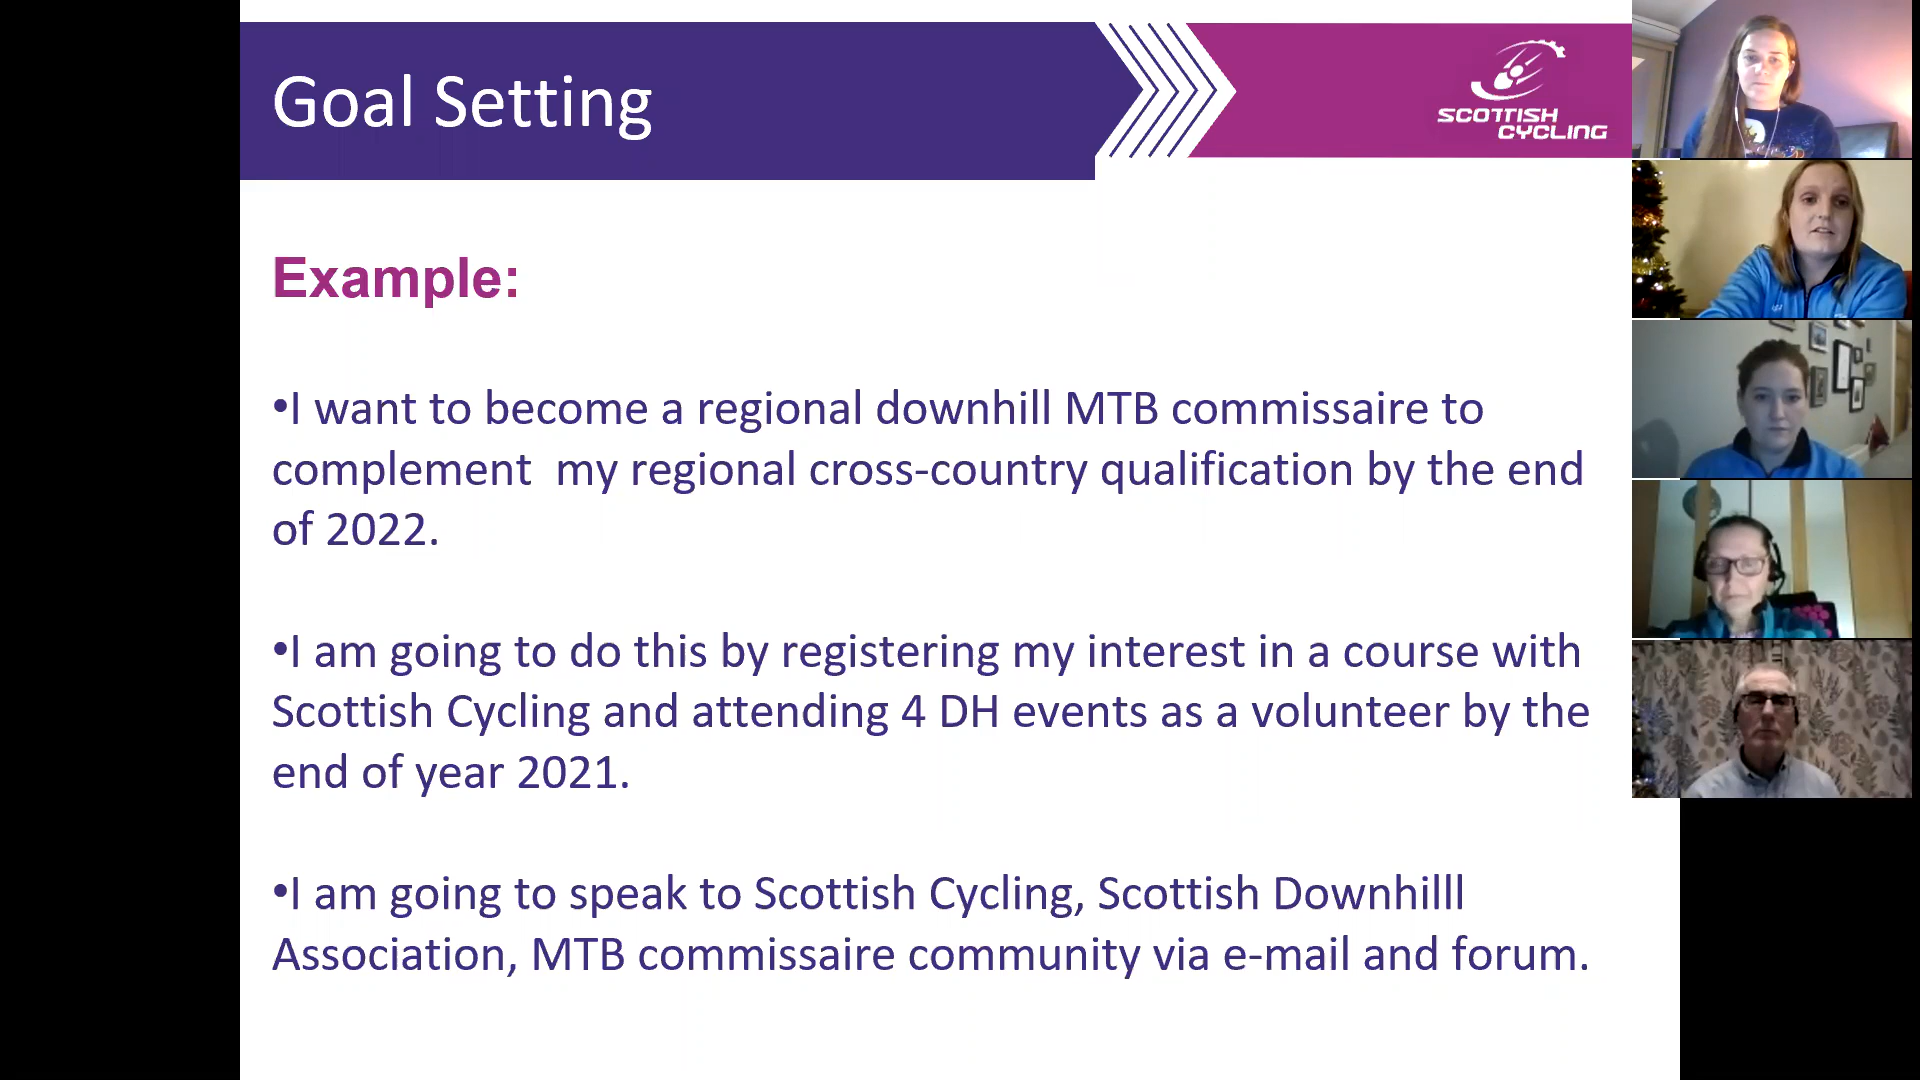 Goal Setting
SCOTTISH
CYCLING
Example:
•I want to become a regional downhill MTB commissaire to
complement  my regional cross-country qualification by the end
of 2022.
•I am going to do this by registering my interest in a course with
Scottish Cycling and attending 4 DH events as a volunteer by the
end of year 2021.
•I am going to speak to Scottish Cycling, Scottish Downhilll
Association, MTB commissaire community via e-mail and forum.